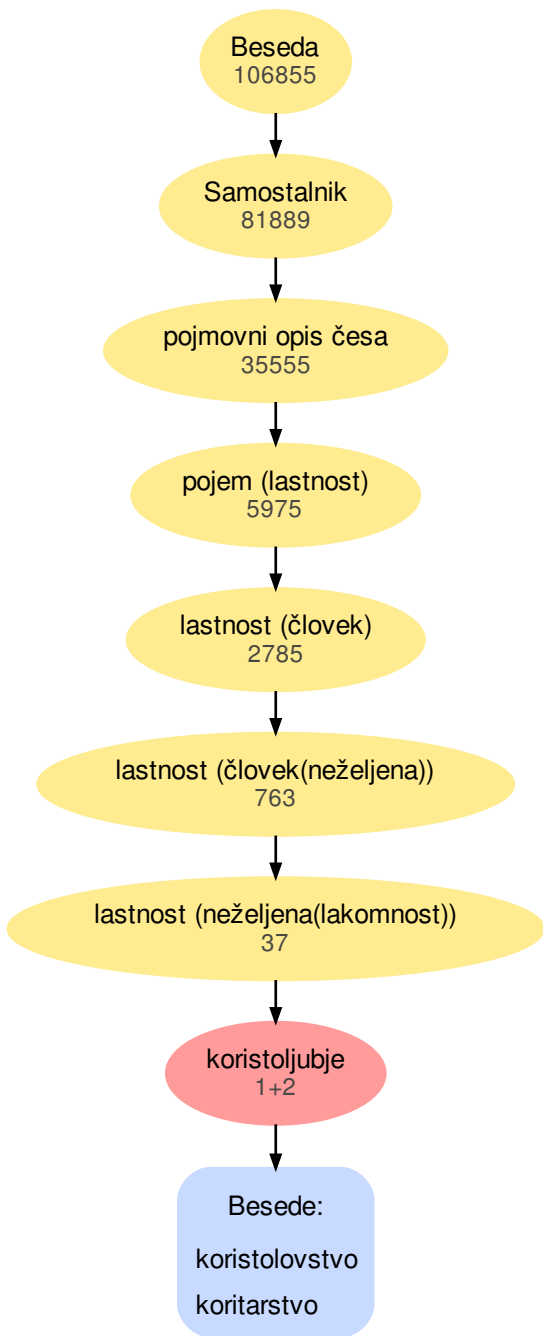 Beseda
106855
Samostalnik
81889
pojmovni opis česa
35555
pojem (lastnost)
5975
lastnost (človek)
2785
lastnost (človek(neželjena))
763
lastnost (neželjena(lakomnost))
37
koristoljubje
1+2
Besede:
koristolovstvo
koritarstvo